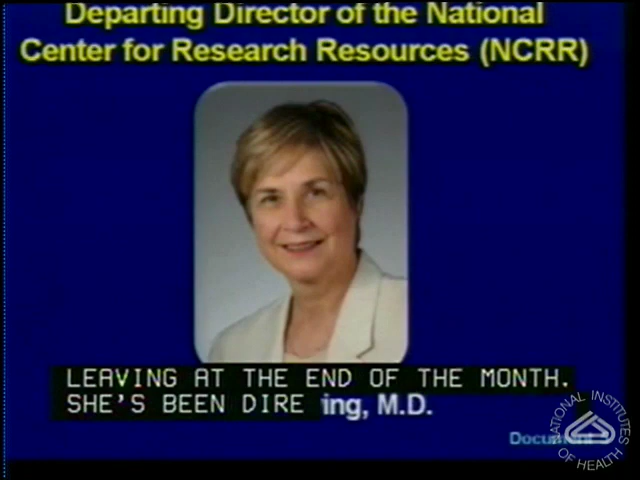 Departing Director of the National
Center for Research Resources (NCRR)
LEAVING AT THE END OF THE MONTH.
SHE'S BEEN DIRE ing, M.D.
NATIONAL INSTITUTES
OF HEALTH